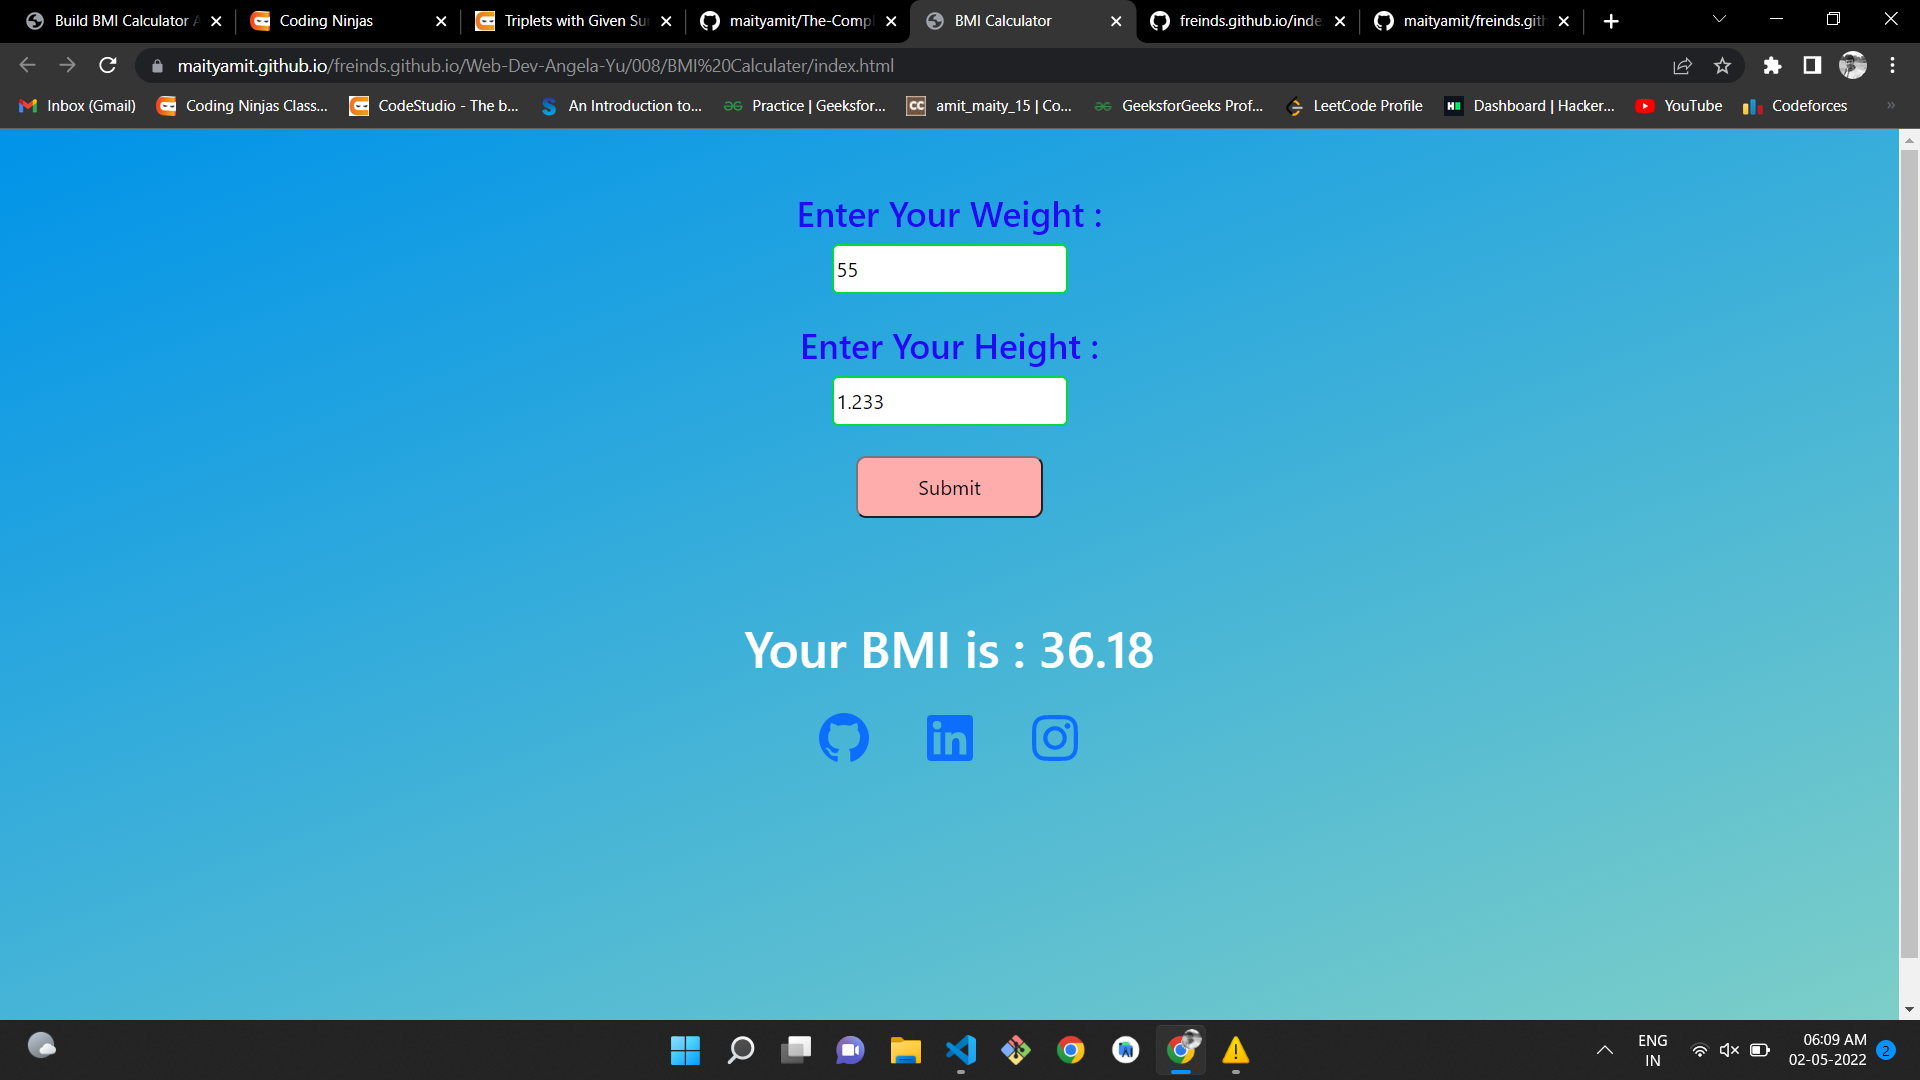 Build BMI Calculator A
Coding Ninjas
Triplets with Given Su
maityamit/The-Compl
BMI Calculator
freinds.github.io/inde
maityamit/freinds.gith
maityamit.github.io/freinds.github.io/Web-Dev-Angela-Yu/008/BMI%20Calculater/index.html
Inbox (Gmail)
Coding Ninjas Class...
CodeStudio - The b...
An Introduction to...
Practice | Geeksfor...
CC
amit_maity_15 | Co...
GeeksforGeeks Prof...
LeetCode Profile
Dashboard | Hacker...
YouTube
Codeforces
»
Enter Your Weight :
55
Enter Your Height :
1.233
Submit
Your BMI is : 36.18
in
ENG
IN
06:09 AM
02-05-2022
2